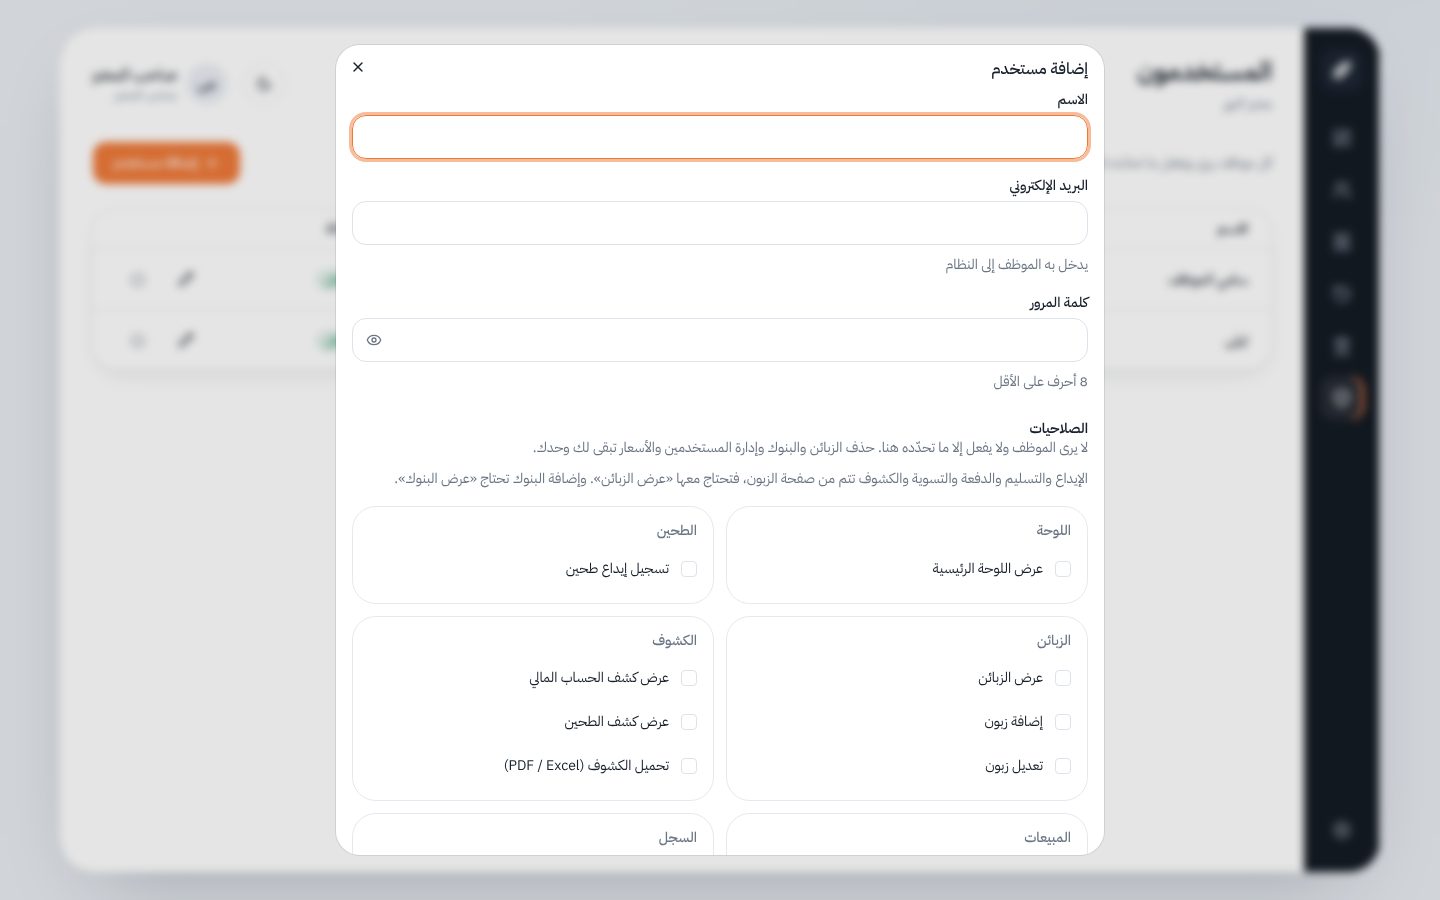 المستخدمون
إضافة مستخدم
الاسم
البريد الإلكتروني
يدخل به الموظف إلى النظام
كلمة المرور
8 أحرف على الأقل
الصلاحيات
لا يرى الموظف ولا يفعل إلا ما تحدّده هنا. حذف الزبائن والبنوك وإدارة المستخدمين والأسعار تبقى لك وحدك.
الإيداع والتسليم والدفعة والتسوية والكشوف تتم من صفحة الزبون، فتحتاج معها «عرض الزبائن». وإضافة البنوك تحتاج «عرض البنوك».
اللوحة
عرض اللوحة الرئيسية
الطحين
تسجيل إيداع طحين
الزبائن
عرض الزبائن
إضافة زبون
تعديل زبون
الكشوف
عرض كشف الحساب المالي
عرض كشف الطحين
تحميل الكشوف (PDF / Excel)
المبيعات
السجل